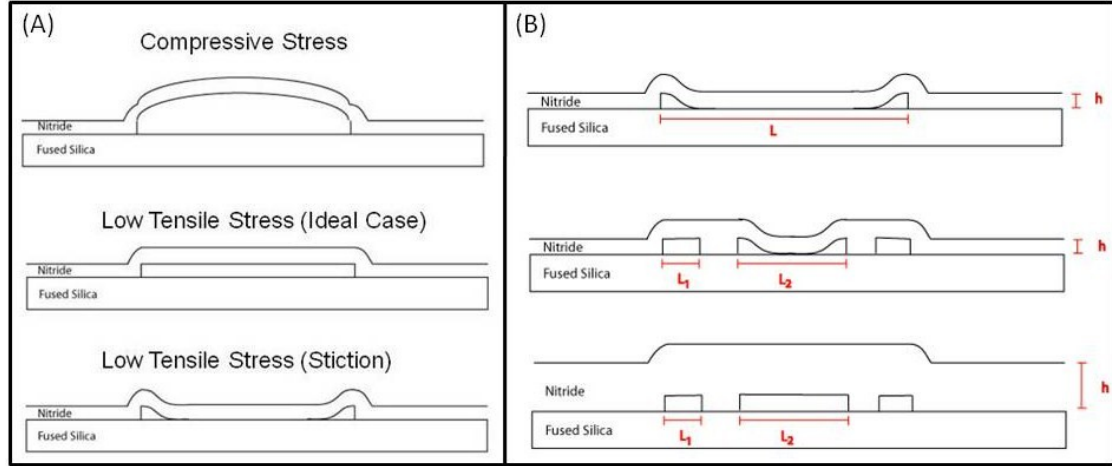 (A)
Compressive Stress
Nitride
Fused Silica
Low Tensile Stress (Ideal Case)
Nitride
Fused Silica
Low Tensile Stress (Stiction)
Nitride
Fused Silica
(B)
Nitride
h
L
Fused Silica
Nitride
h
L₁
L₂
Fused Silica
Nitride
h
L₁
L₂
Fused Silica